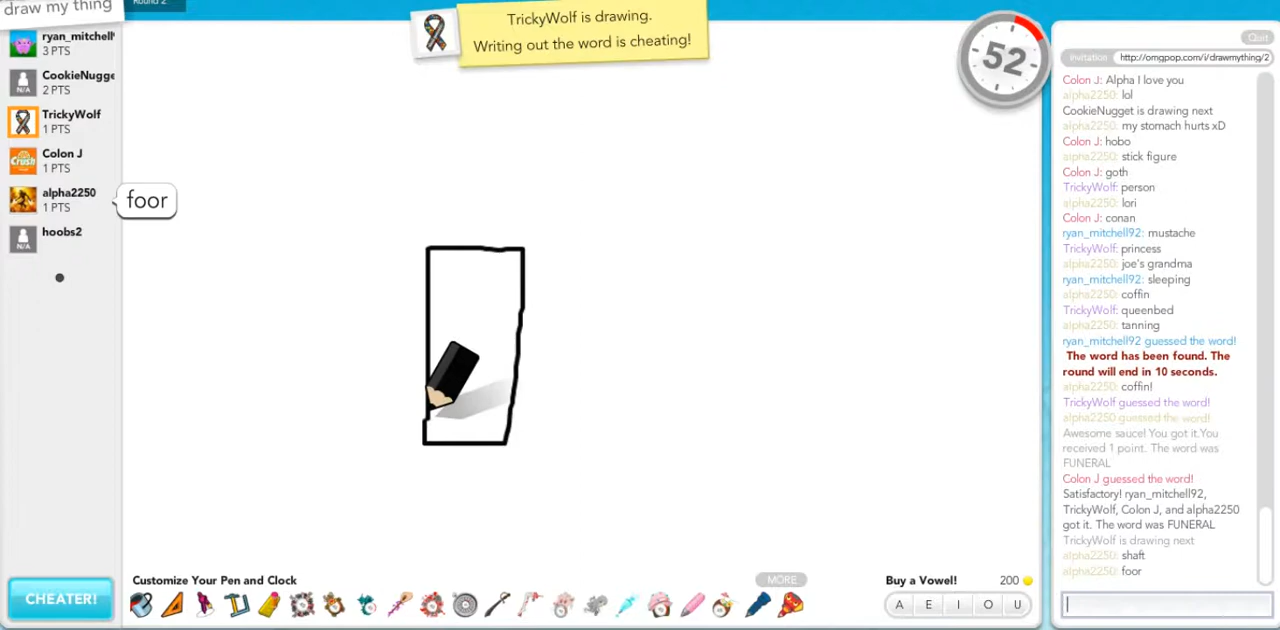 draw my thing
Round 2
TrickyWolf is drawing.
Writing out the word is cheating!
52
ryan_mitchell
3 PTS
N/A
CookieNugge
2 PTS
TrickyWolf
1 PTS
Crush
Colon J
1 PTS
alpha2250
1 PTS
foor
N/A
hoobs2
CHEATER!
Customize Your Pen and Clock
MORE
Buy a Vowel!
200
A E I O U
Quit
Invitation
http://omgpop.com/i/drawmything/2
Colon J: Alpha I love you
alpha2250: lol
CookieNugget is drawing next
alpha2250: my stomach hurts xD
Colon J: hobo
alpha2250: stick figure
Colon J: goth
TrickyWolf: person
alpha2250: lori
Colon J: conan
ryan_mitchell92: mustache
TrickyWolf: princess
alpha2250: joe's grandma
ryan_mitchell92: sleeping
alpha2250: coffin
TrickyWolf: queenbed
alpha2250: tanning
ryan_mitchell92 guessed the word!
The word has been found. The
round will end in 10 seconds.
alpha2250: coffin!
TrickyWolf guessed the word!
alpha2250 guessed the word!
Awesome sauce! You got it.You
received 1 point. The word was
FUNERAL
Colon J guessed the word!
Satisfactory! ryan_mitchell92,
TrickyWolf, Colon J, and alpha2250
got it. The word was FUNERAL
TrickyWolf is drawing next
alpha2250: shaft
alpha2250: foor